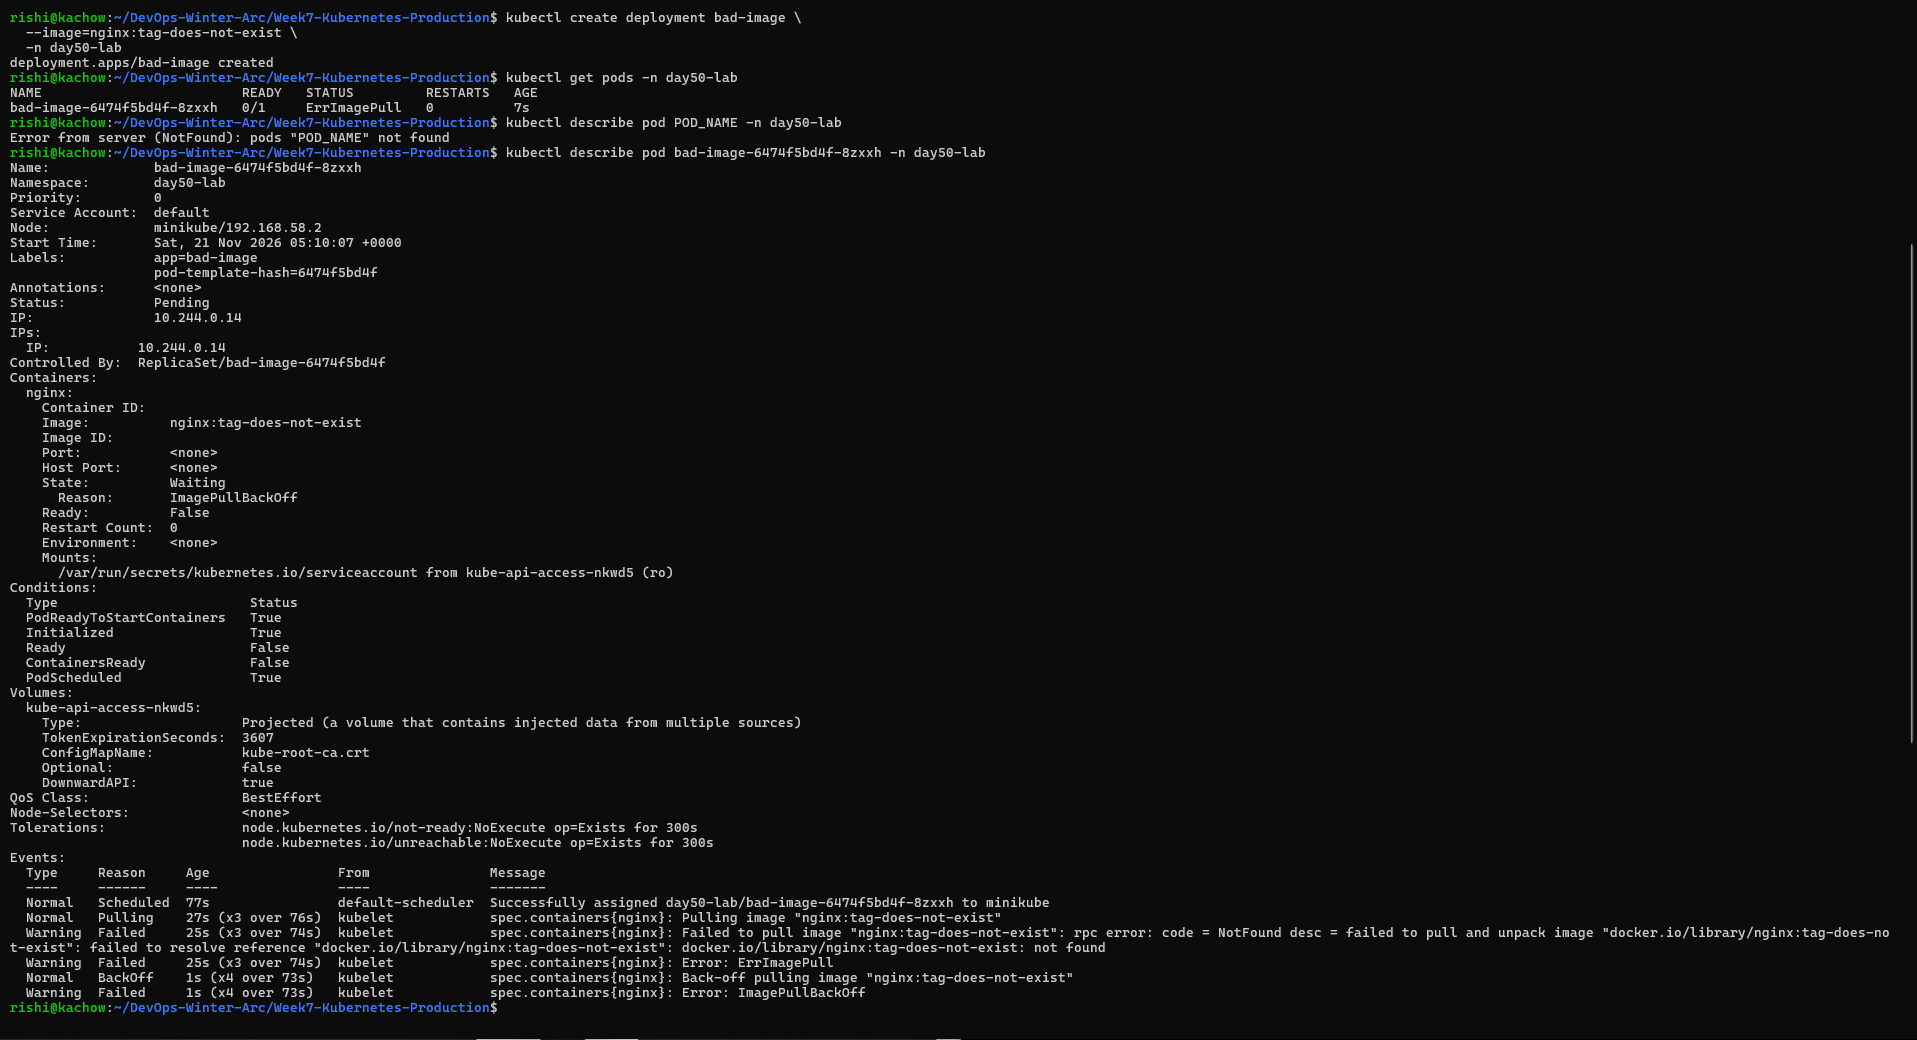 rishi@kachow:~/DevOps-Winter-Arc/Week7-Kubernetes-Production$ kubectl create deployment bad-image \
  --image=nginx:tag-does-not-exist \
  -n day50-lab
deployment.apps/bad-image created
rishi@kachow:~/DevOps-Winter-Arc/Week7-Kubernetes-Production$ kubectl get pods -n day50-lab
NAME                         READY   STATUS         RESTARTS   AGE
bad-image-6474f5bd4f-8zxxh   0/1     ErrImagePull   0          7s
rishi@kachow:~/DevOps-Winter-Arc/Week7-Kubernetes-Production$ kubectl describe pod POD_NAME -n day50-lab
Error from server (NotFound): pods "POD_NAME" not found
rishi@kachow:~/DevOps-Winter-Arc/Week7-Kubernetes-Production$ kubectl describe pod bad-image-6474f5bd4f-8zxxh -n day50-lab
Name:             bad-image-6474f5bd4f-8zxxh
Namespace:        day50-lab
Priority:         0
Service Account:  default
Node:             minikube/192.168.58.2
Start Time:       Sat, 21 Nov 2026 05:10:07 +0000
Labels:           app=bad-image
                  pod-template-hash=6474f5bd4f
Annotations:      <none>
Status:           Pending
IP:               10.244.0.14
IPs:
  IP:           10.244.0.14
Controlled By:  ReplicaSet/bad-image-6474f5bd4f
Containers:
  nginx:
    Container ID:
    Image:          nginx:tag-does-not-exist
    Image ID:
    Port:           <none>
    Host Port:      <none>
    State:          Waiting
      Reason:       ImagePullBackOff
    Ready:          False
    Restart Count:  0
    Environment:    <none>
    Mounts:
      /var/run/secrets/kubernetes.io/serviceaccount from kube-api-access-nkwd5 (ro)
Conditions:
  Type                        Status
  PodReadyToStartContainers   True
  Initialized                 True
  Ready                       False
  ContainersReady             False
  PodScheduled                True
Volumes:
  kube-api-access-nkwd5:
    Type:                    Projected (a volume that contains injected data from multiple sources)
    TokenExpirationSeconds:  3607
    ConfigMapName:           kube-root-ca.crt
    Optional:                false
    DownwardAPI:             true
QoS Class:                   BestEffort
Node-Selectors:              <none>
Tolerations:                 node.kubernetes.io/not-ready:NoExecute op=Exists for 300s
                             node.kubernetes.io/unreachable:NoExecute op=Exists for 300s
Events:
  Type     Reason     Age                From               Message
  ----     ------     ----               ----               -------
  Normal   Scheduled  77s                default-scheduler  Successfully assigned day50-lab/bad-image-6474f5bd4f-8zxxh to minikube
  Normal   Pulling    27s (x3 over 76s)  kubelet            spec.containers{nginx}: Pulling image "nginx:tag-does-not-exist"
  Warning  Failed     25s (x3 over 74s)  kubelet            spec.containers{nginx}: Failed to pull image "nginx:tag-does-not-exist": rpc error: code = NotFound desc = failed to pull and unpack image "docker.io/library/nginx:tag-does-no
t-exist": failed to resolve reference "docker.io/library/nginx:tag-does-not-exist": docker.io/library/nginx:tag-does-not-exist: not found
  Warning  Failed     25s (x3 over 74s)  kubelet            spec.containers{nginx}: Error: ErrImagePull
  Normal   BackOff    1s (x4 over 73s)   kubelet            spec.containers{nginx}: Back-off pulling image "nginx:tag-does-not-exist"
  Warning  Failed     1s (x4 over 73s)   kubelet            spec.containers{nginx}: Error: ImagePullBackOff
rishi@kachow:~/DevOps-Winter-Arc/Week7-Kubernetes-Production$